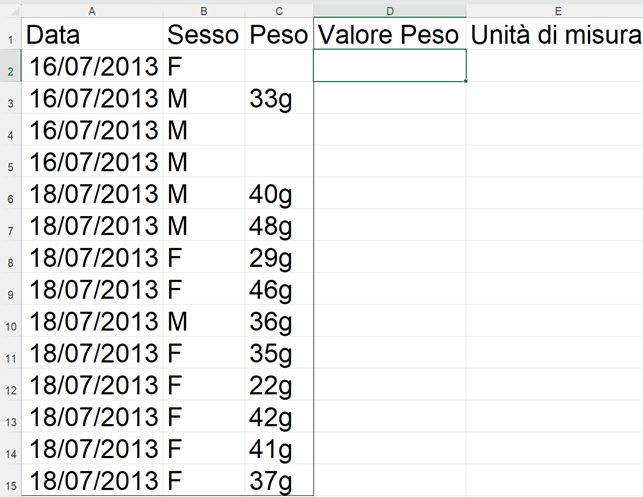 A B C D E
1 Data Sesso Peso Valore Peso Unità di misura
2 16/07/2013 F
3 16/07/2013 M 33g
4 16/07/2013 M
5 16/07/2013 M
6 18/07/2013 M 40g
7 18/07/2013 M 48g
8 18/07/2013 F 29g
9 18/07/2013 F 46g
10 18/07/2013 M 36g
11 18/07/2013 F 35g
12 18/07/2013 F 22g
13 18/07/2013 F 42g
14 18/07/2013 F 41g
15 18/07/2013 F 37g